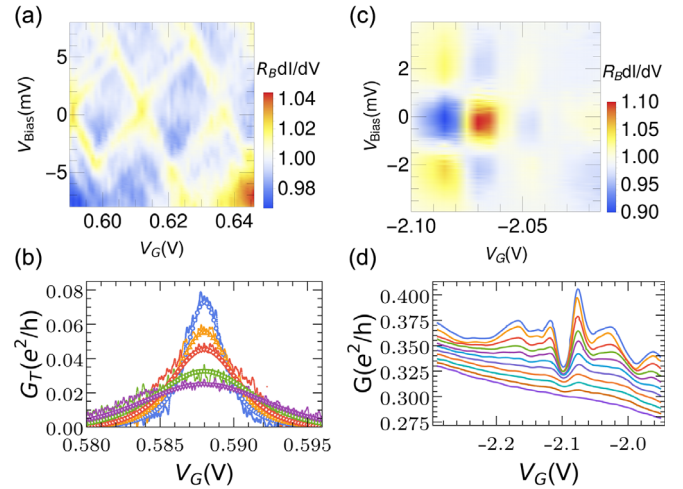 (a)
V_Bias(mV)
5
0
−5
0.60
0.62
0.64
V_G(V)
R_B dI/dV
1.04
1.02
1.00
0.98
(c)
V_Bias(mV)
2
0
−2
−2.10
−2.05
V_G(V)
R_B dI/dV
1.10
1.05
1.00
0.95
0.90
(b)
G_T(e²/h)
0.08
0.06
0.04
0.02
0.00
0.580
0.585
0.590
0.595
V_G(V)
(d)
G(e²/h)
0.400
0.375
0.350
0.325
0.300
0.275
-2.2
-2.1
-2.0
V_G(V)